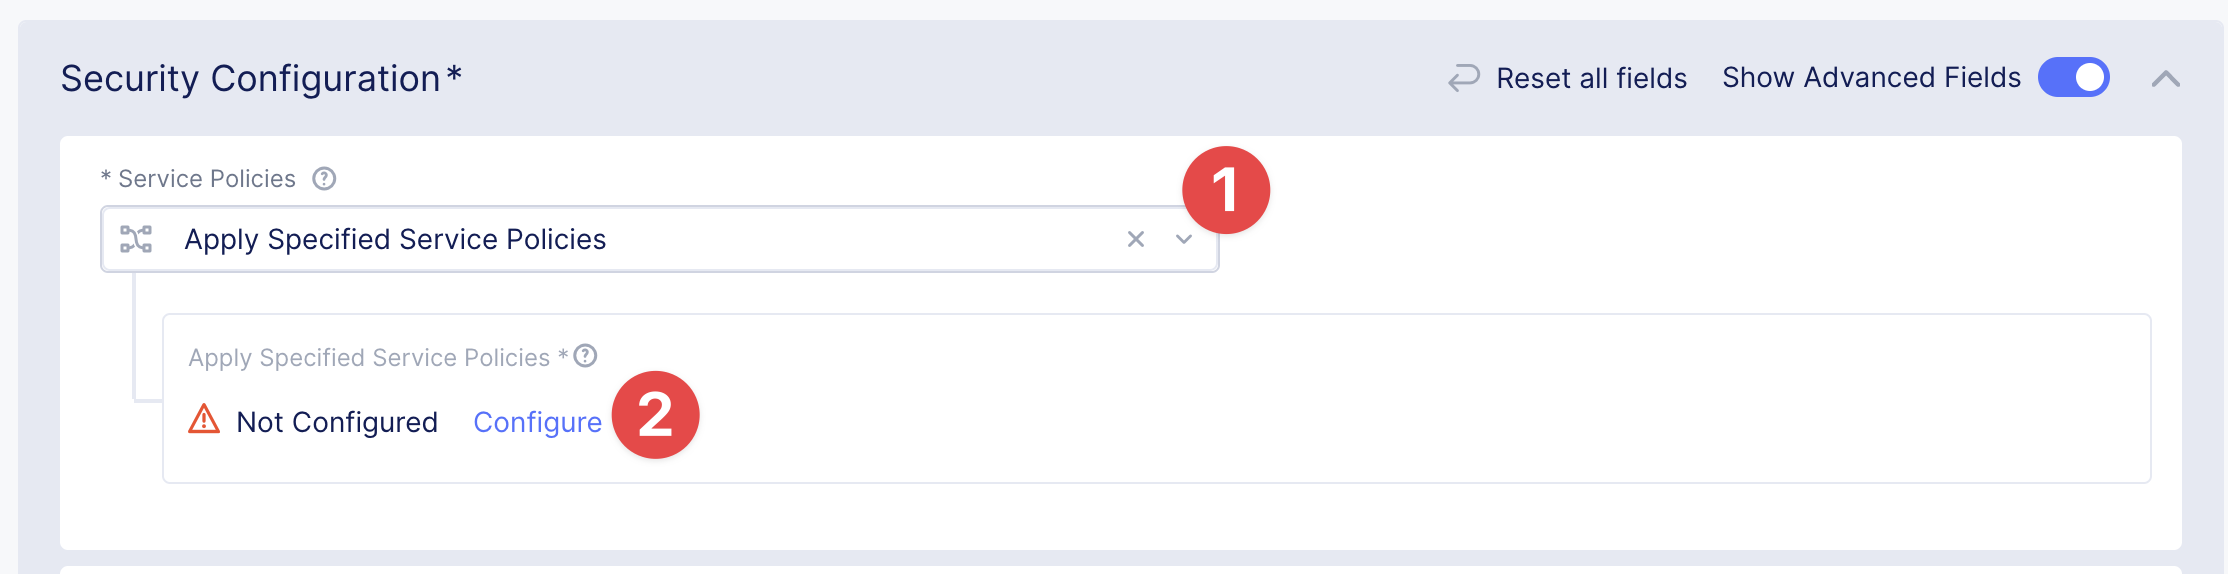 Security Configuration*
Reset all fields
Show Advanced Fields
* Service Policies
1
Apply Specified Service Policies
Apply Specified Service Policies *
Not Configured Configure
2